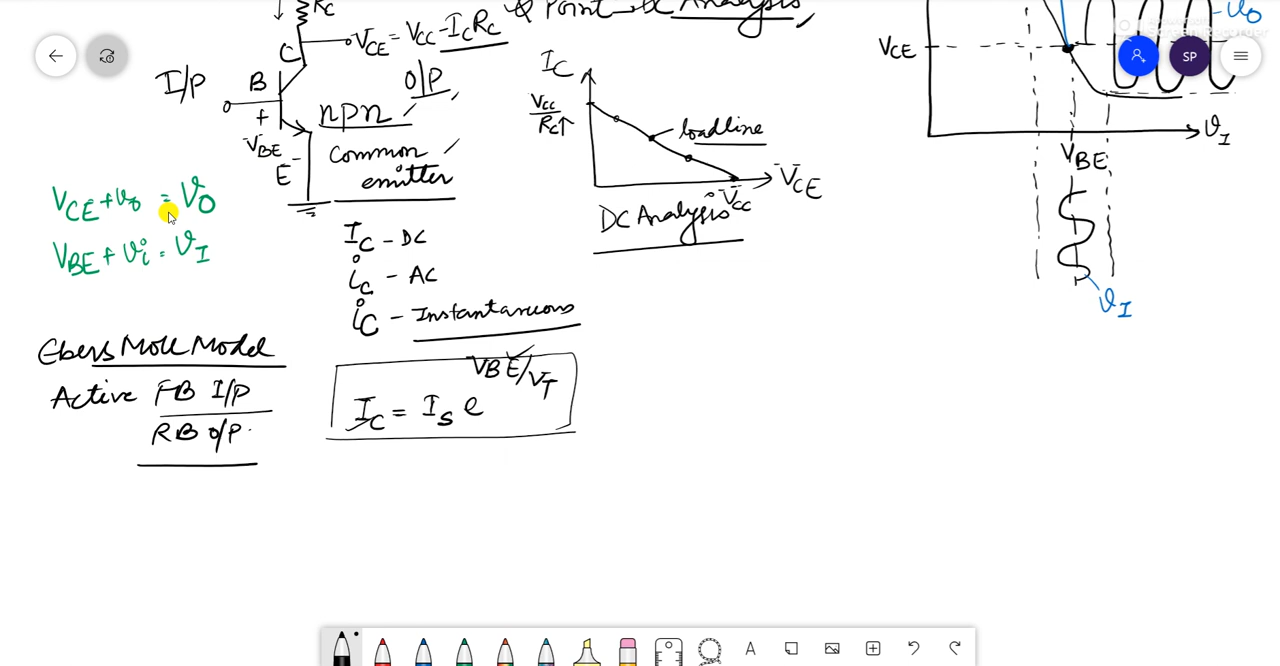 RC
Q Point → DC Analysis,
C
VCE = VCC - ICRC
I/P
B
O/P
+
npn
VBE
-
E
Common
emitter
IC
VCC
RC↑
loadline
VCE
VCC
DC Analysis
VCE + vo = vO
VBE + vi = vI
IC - DC
ic - AC
iC - Instantaneous
Ebers Moll Model
Active FB I/P
RB O/P.
IC = IS e VBE/VT
vo
VCE
vI
VBE
vI
SP
A